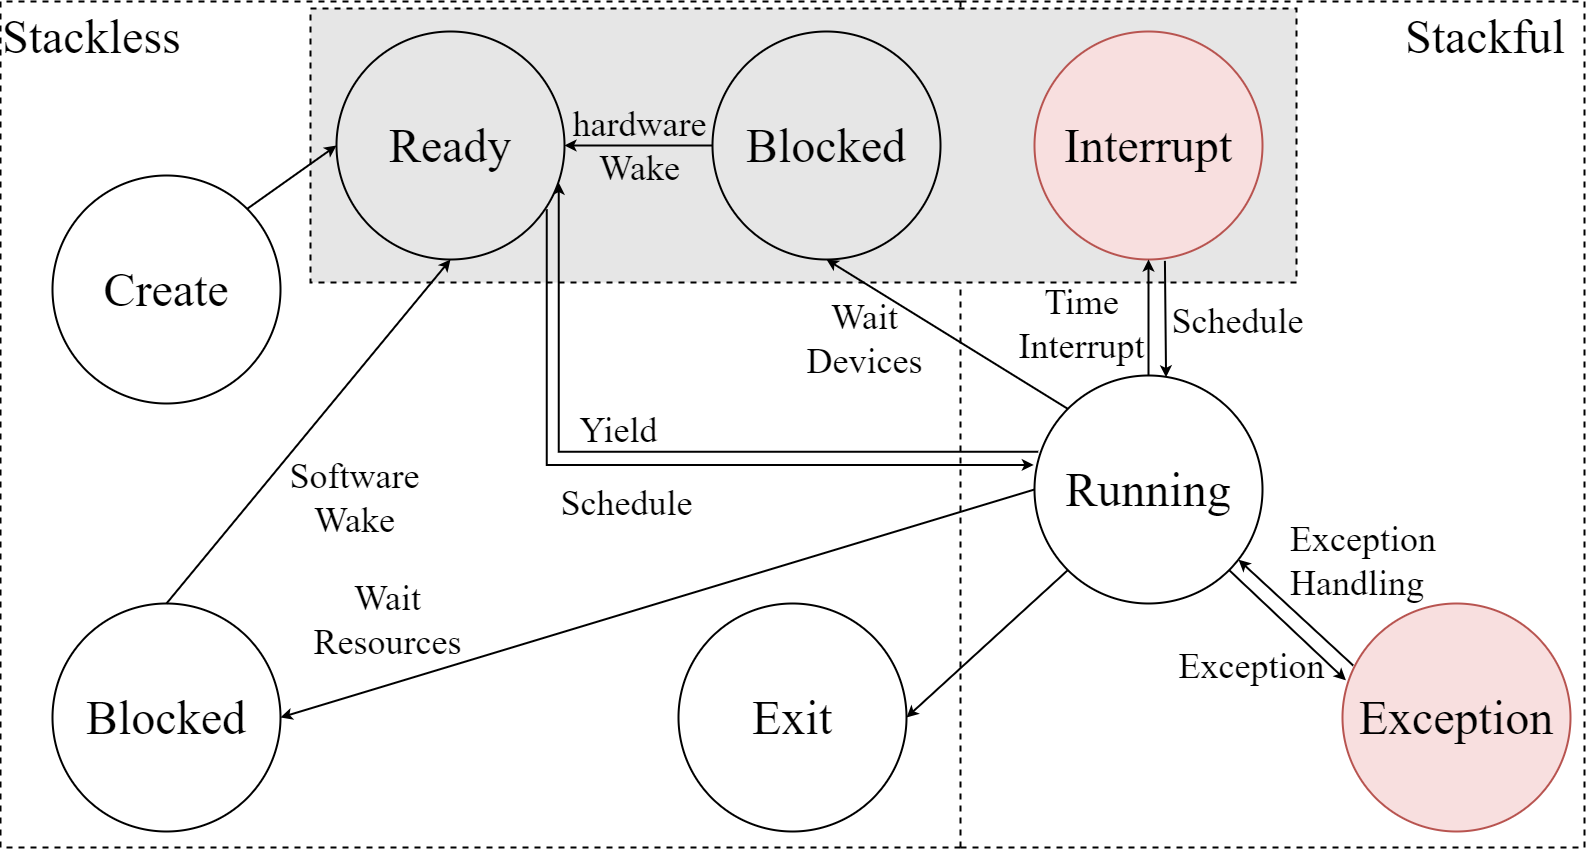 Stackless
Stackful
Ready
hardware
Wake
Blocked
Interrupt
Create
Wait
Devices
Time
Interrupt
Schedule
Yield
Schedule
Running
Software
Wake
Wait
Resources
Exception
Handling
Exception
Blocked
Exit
Exception